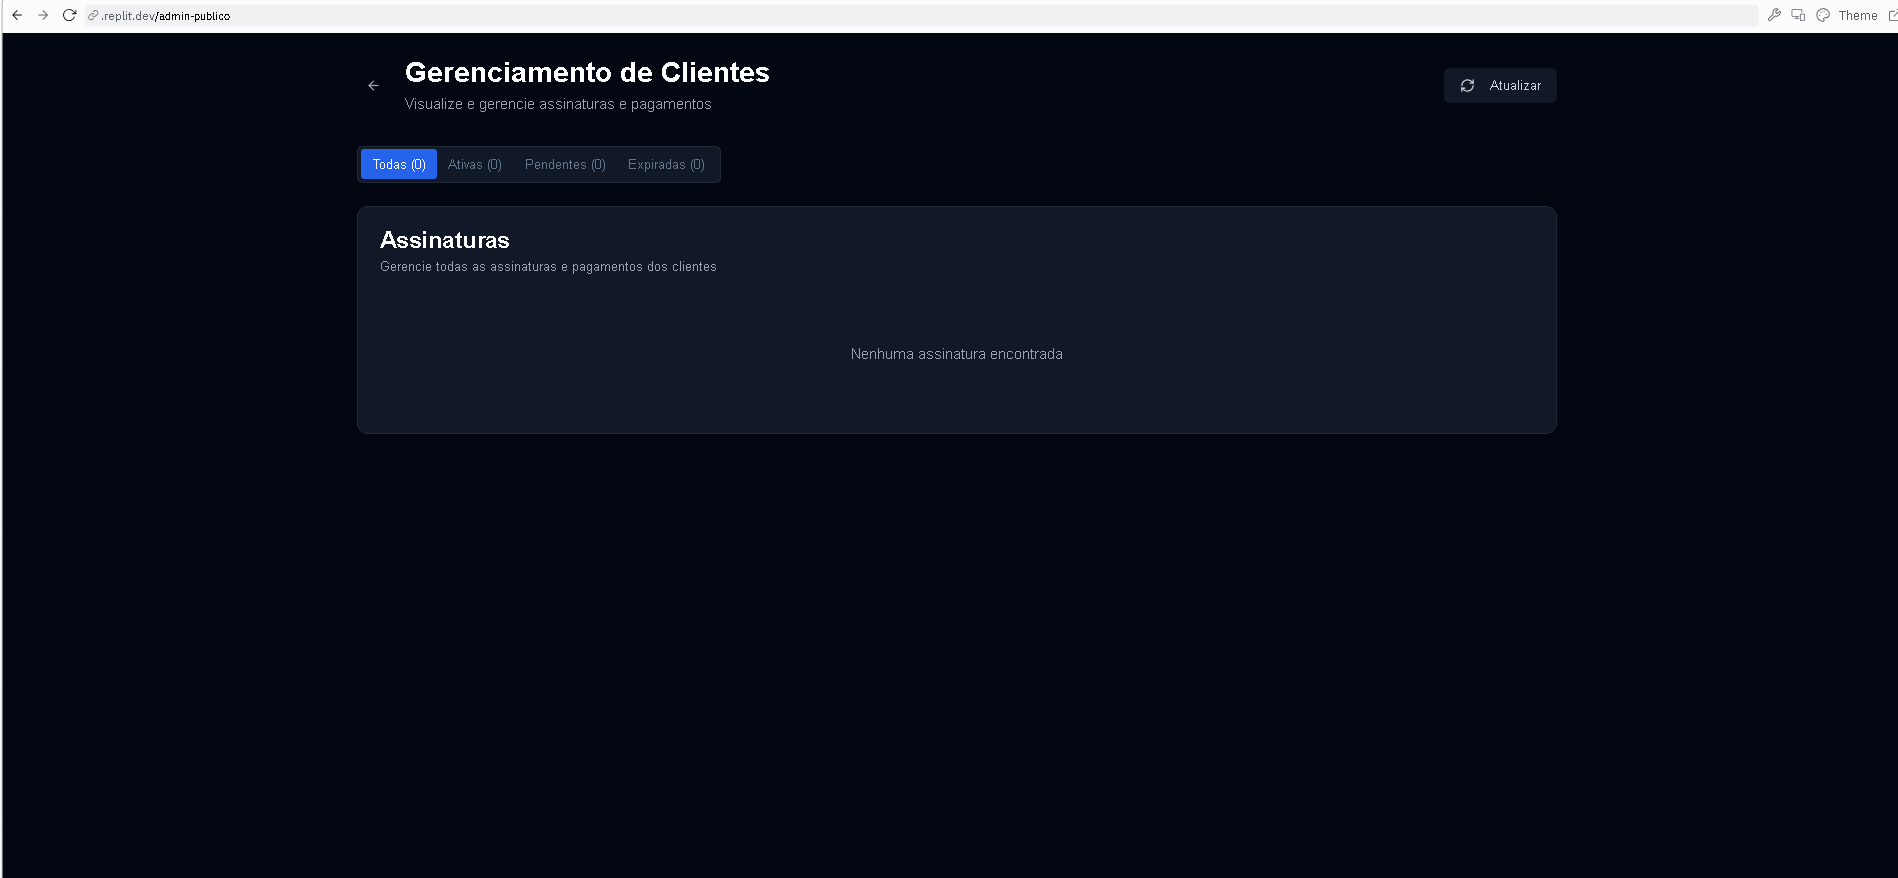 .replit.dev/admin-publico
Theme
Gerenciamento de Clientes
Visualize e gerencie assinaturas e pagamentos
Atualizar
Todas (0) Ativas (0) Pendentes (0) Expiradas (0)
Assinaturas
Gerencie todas as assinaturas e pagamentos dos clientes
Nenhuma assinatura encontrada